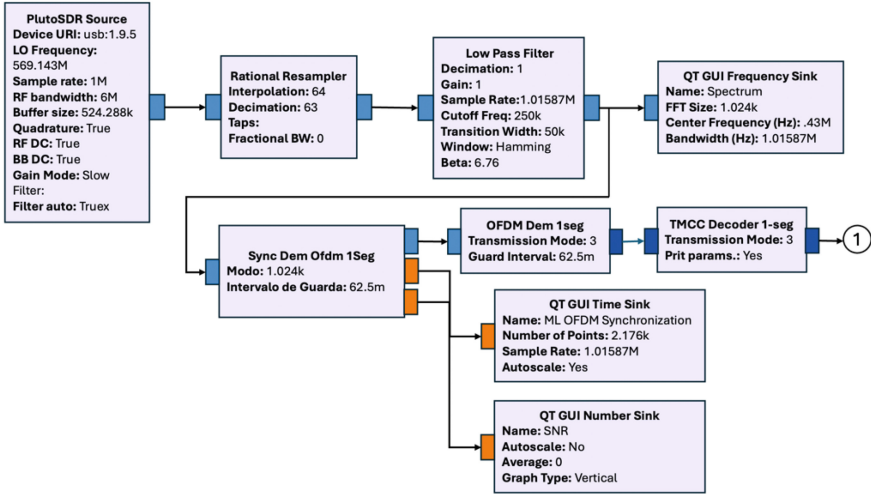 PlutoSDR Source
Device URI: usb:1.9.5
LO Frequency:
569.143M
Sample rate: 1M
RF bandwidth: 6M
Buffer size: 524.288k
Quadrature: True
RF DC: True
BB DC: True
Gain Mode: Slow
Filter:
Filter auto: Truex
Rational Resampler
Interpolation: 64
Decimation: 63
Taps:
Fractional BW: 0
Low Pass Filter
Decimation: 1
Gain: 1
Sample Rate:1.01587M
Cutoff Freq: 250k
Transition Width: 50k
Window: Hamming
Beta: 6.76
QT GUI Frequency Sink
Name: Spectrum
FFT Size: 1.024k
Center Frequency (Hz): .43M
Bandwidth (Hz): 1.01587M
Sync Dem Ofdm 1Seg
Modo: 1.024k
Intervalo de Guarda: 62.5m
OFDM Dem 1seg
Transmission Mode: 3
Guard Interval: 62.5m
TMCC Decoder 1-seg
Transmission Mode: 3
Prit params.: Yes
1
QT GUI Time Sink
Name: ML OFDM Synchronization
Number of Points: 2.176k
Sample Rate: 1.01587M
Autoscale: Yes
QT GUI Number Sink
Name: SNR
Autoscale: No
Average: 0
Graph Type: Vertical